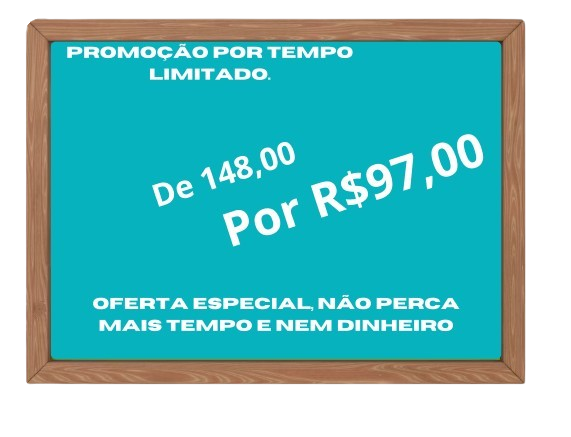 PROMOÇÃO POR TEMPO
LIMITADO.
De 148,00
Por R$97,00
OFERTA ESPECIAL, NÃO PERCA
MAIS TEMPO E NEM DINHEIRO